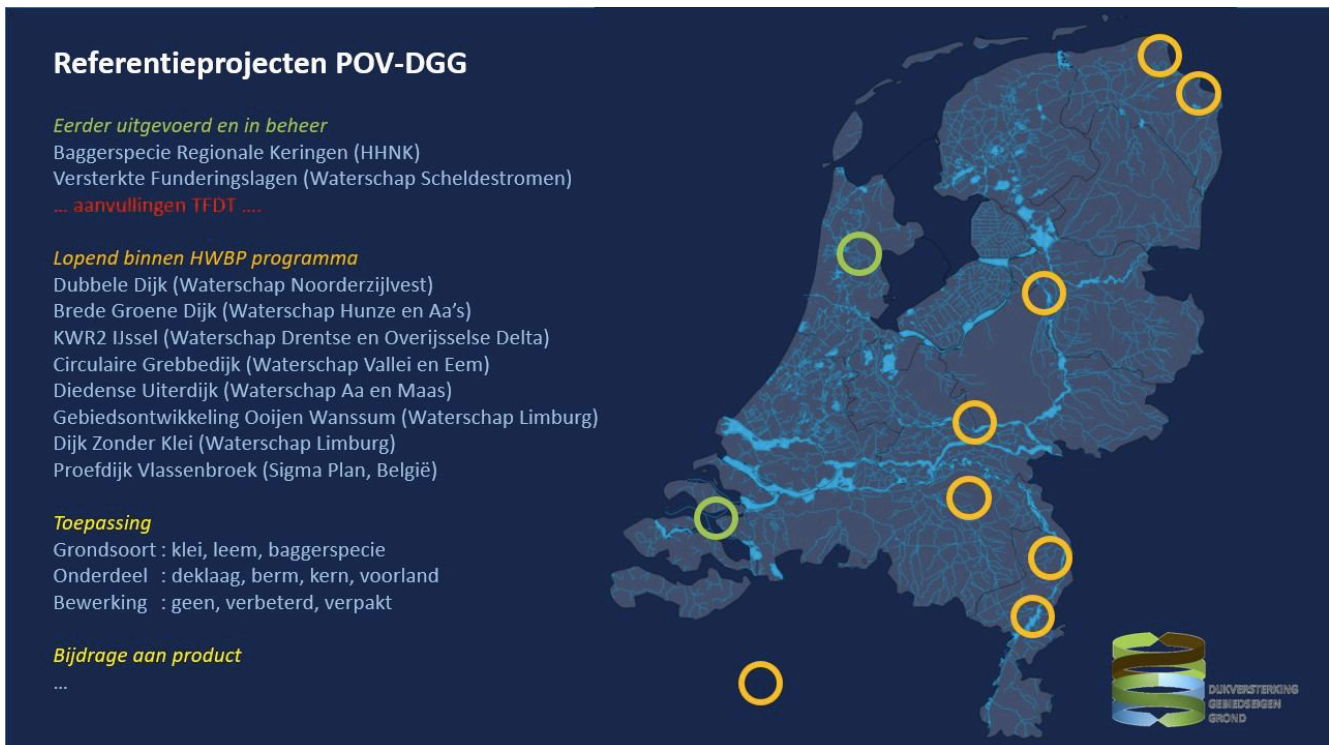 Referentieprojecten POV-DGG
Eerder uitgevoerd en in beheer
Baggerspecie Regionale Keringen (HHNK)
Versterkte Funderingslagen (Waterschap Scheldestromen)
... aanvullingen TFDT ....
Lopend binnen HWBP programma
Dubbele Dijk (Waterschap Noorderzijlvest)
Brede Groene Dijk (Waterschap Hunze en Aa's)
KWR2 IJssel (Waterschap Drentse en Overijsselse Delta)
Circulaire Grebbedijk (Waterschap Vallei en Eem)
Diedense Uiterdijk (Waterschap Aa en Maas)
Gebiedsontwikkeling Ooijen Wanssum (Waterschap Limburg)
Dijk Zonder Klei (Waterschap Limburg)
Proefdijk Vlassenbroek (Sigma Plan, België)
Toepassing
Grondsoort : klei, leem, baggerspecie
Onderdeel : deklaag, berm, kern, voorland
Bewerking : geen, verbeterd, verpakt
Bijdrage aan product
...
DIJKVERSTERKING
GEBIEDSEIGEN
GROND